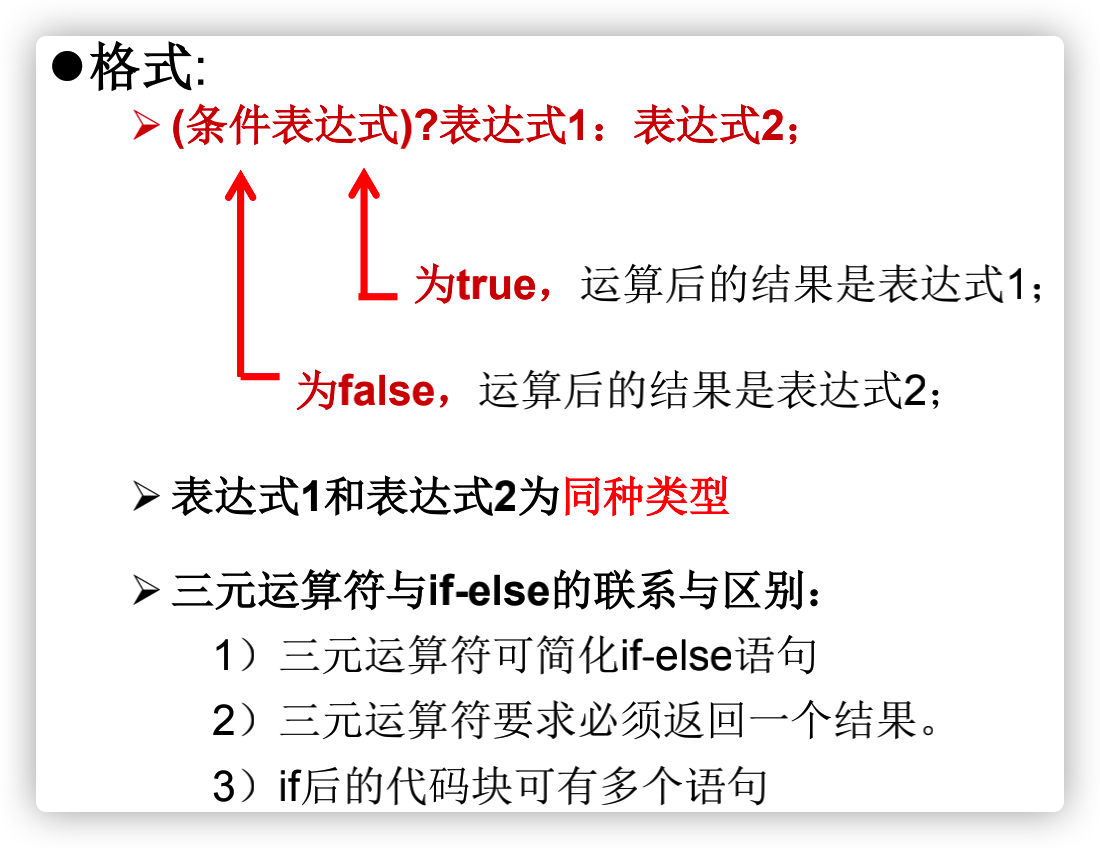 ●格式:
➢ (条件表达式)?表达式1：表达式2；
为true，运算后的结果是表达式1；
为false，运算后的结果是表达式2；
➢ 表达式1和表达式2为同种类型
➢ 三元运算符与if-else的联系与区别：
1）三元运算符可简化if-else语句
2）三元运算符要求必须返回一个结果。
3）if后的代码块可有多个语句